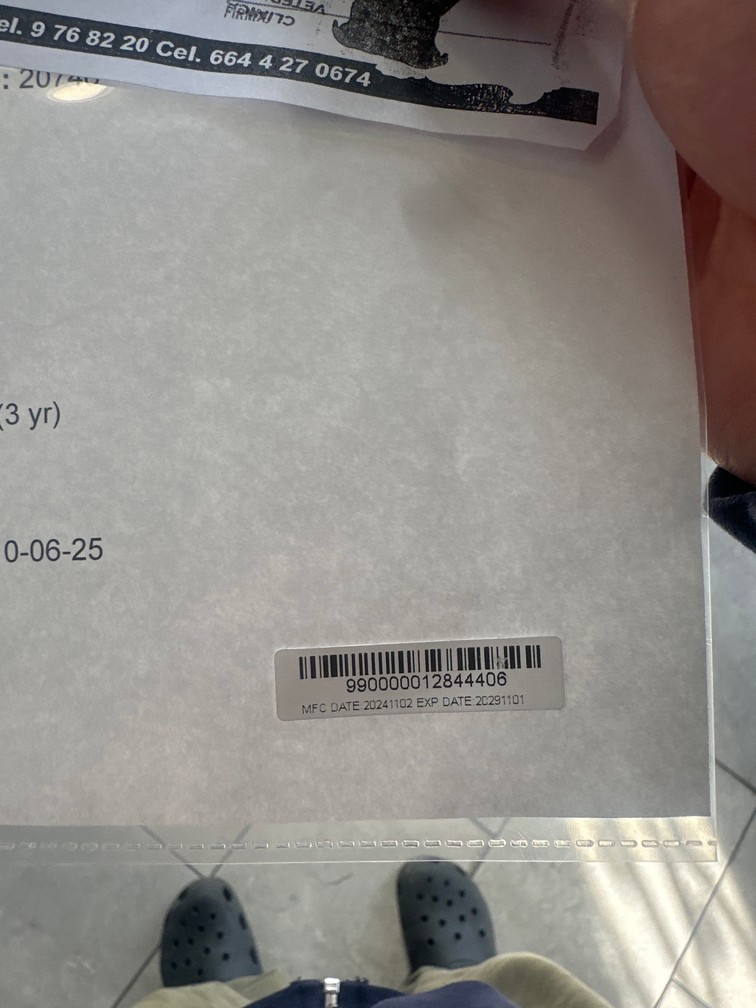 el. 9 76 82 20 Cel. 664 4 27 0674
(3 yr)
0-06-25
990000012844406
MFC DATE:20241102 EXP DATE:20291101